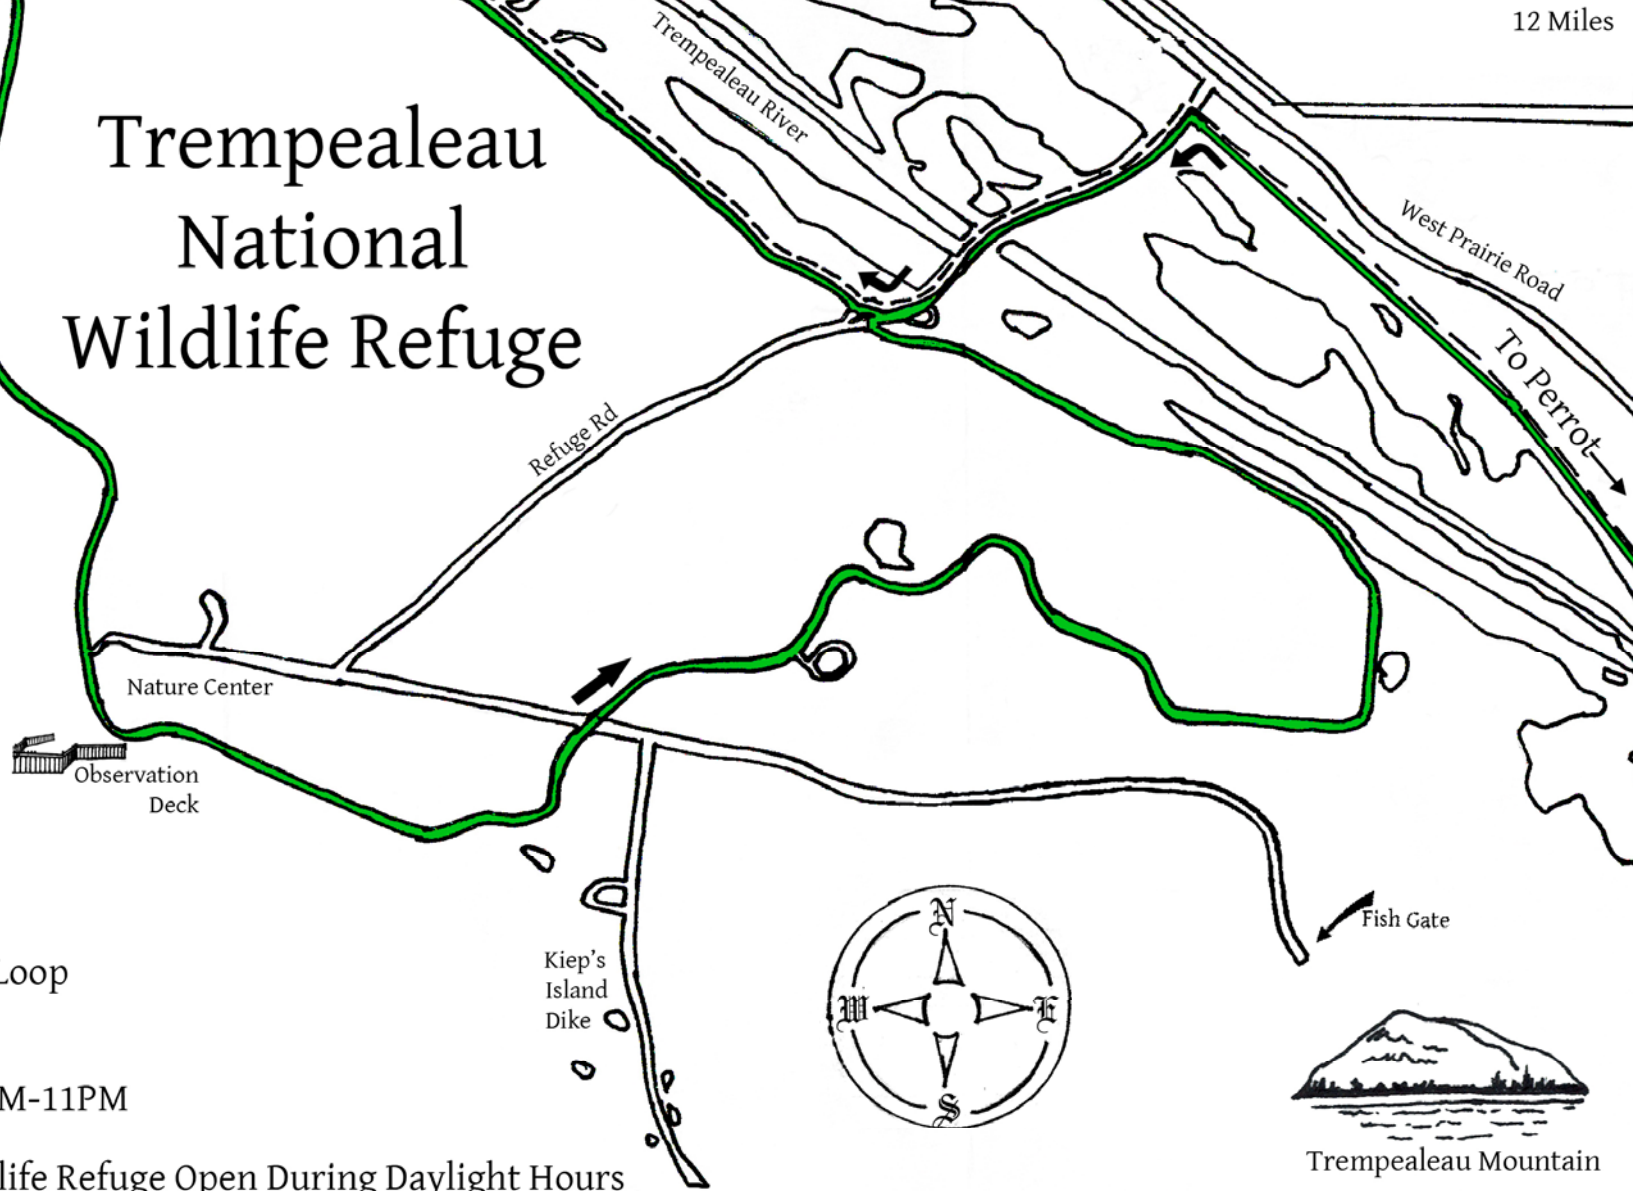 12 Miles
Trempealeau River
Trempealeau
National
Wildlife Refuge
West Prairie Road
To Perrot
Refuge Rd
Nature Center
Observation
Deck
Fish Gate
N
W
E
S
Kiep's
Island
Dike
Loop
M-11PM
life Refuge Open During Daylight Hours
Trempealeau Mountain